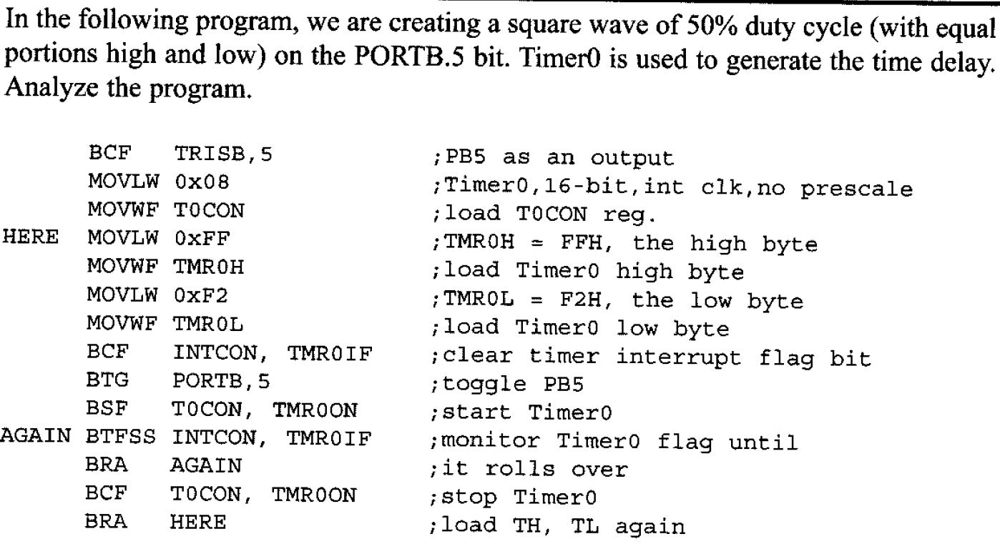 In the following program, we are creating a square wave of 50% duty cycle (with equal
portions high and low) on the PORTB.5 bit. Timer0 is used to generate the time delay.
Analyze the program.
BCF TRISB,5 ;PB5 as an output
MOVLW 0x08 ;Timer0,16-bit,int clk,no prescale
MOVWF T0CON ;load T0CON reg.
HERE MOVLW 0xFF ;TMR0H = FFH, the high byte
MOVWF TMR0H ;load Timer0 high byte
MOVLW 0xF2 ;TMR0L = F2H, the low byte
MOVWF TMR0L ;load Timer0 low byte
BCF INTCON, TMR0IF ;clear timer interrupt flag bit
BTG PORTB,5 ;toggle PB5
BSF T0CON, TMR0ON ;start Timer0
AGAIN BTFSS INTCON, TMR0IF ;monitor Timer0 flag until
BRA AGAIN ;it rolls over
BCF T0CON, TMR0ON ;stop Timer0
BRA HERE ;load TH, TL again